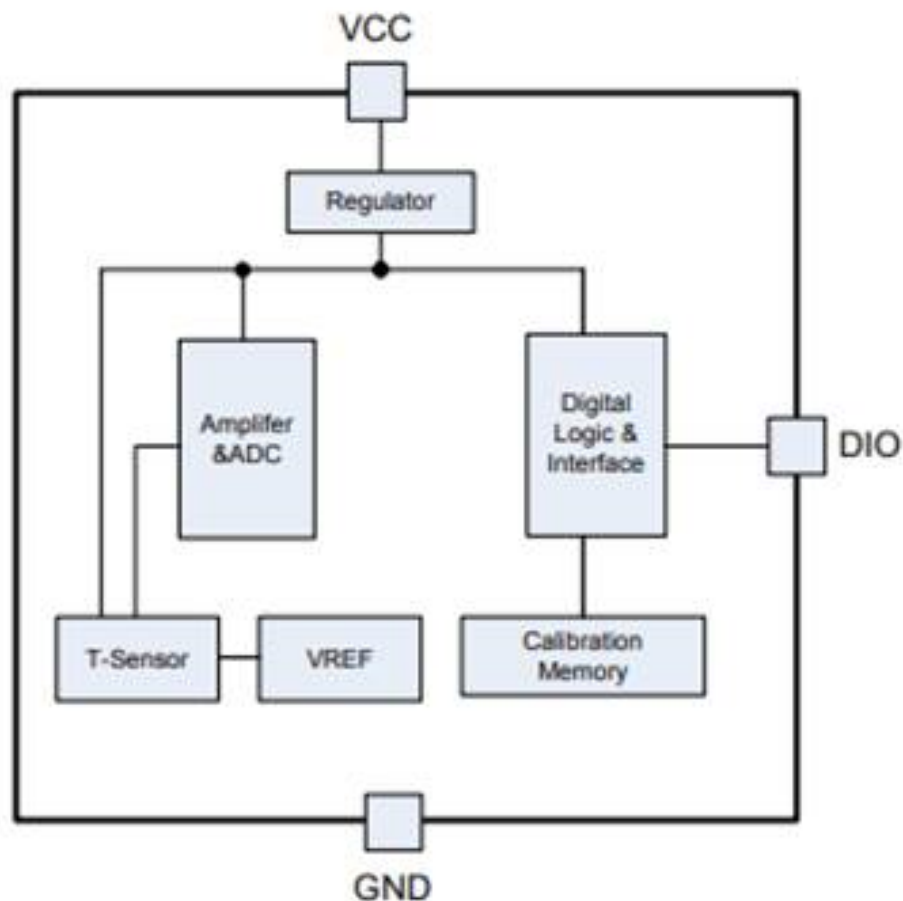 VCC
Regulator
Amplifer
&ADC
Digital
Logic &
Interface
DIO
T-Sensor
VREF
Calibration
Memory
GND